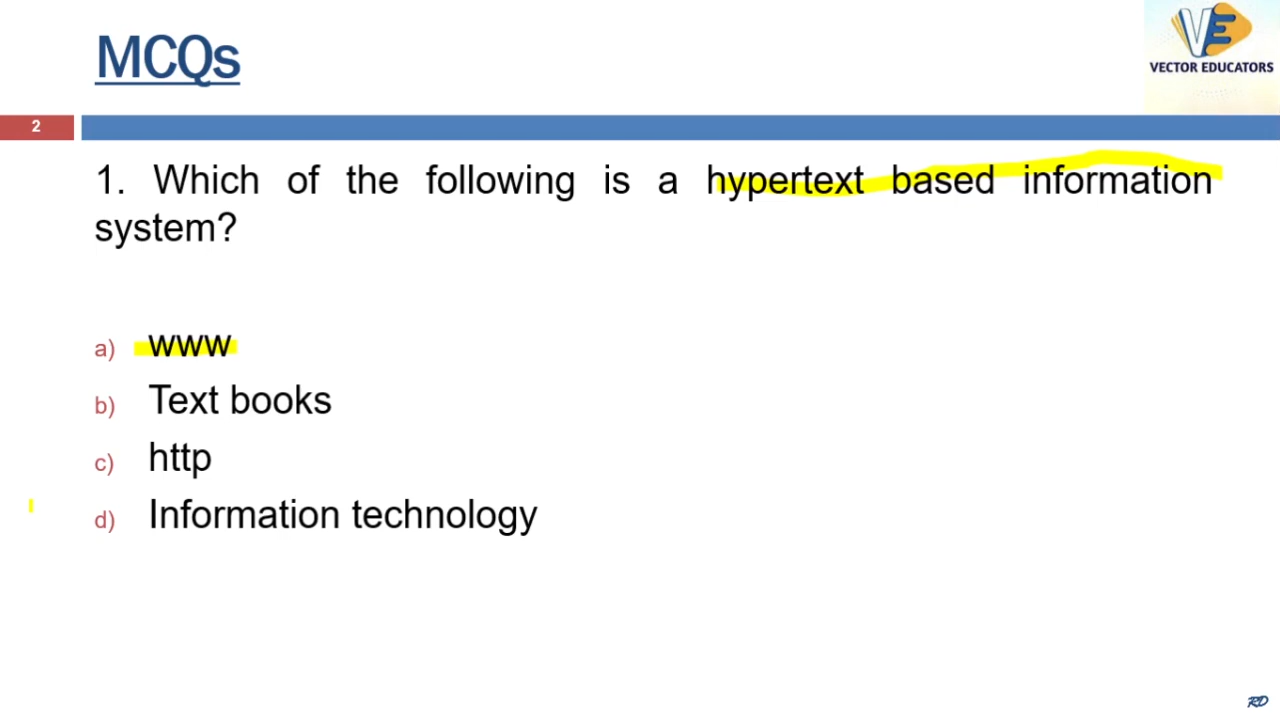 MCQs
VECTOR EDUCATORS
2
1. Which of the following is a hypertext based information
system?
a) www
b) Text books
c) http
d) Information technology
RD